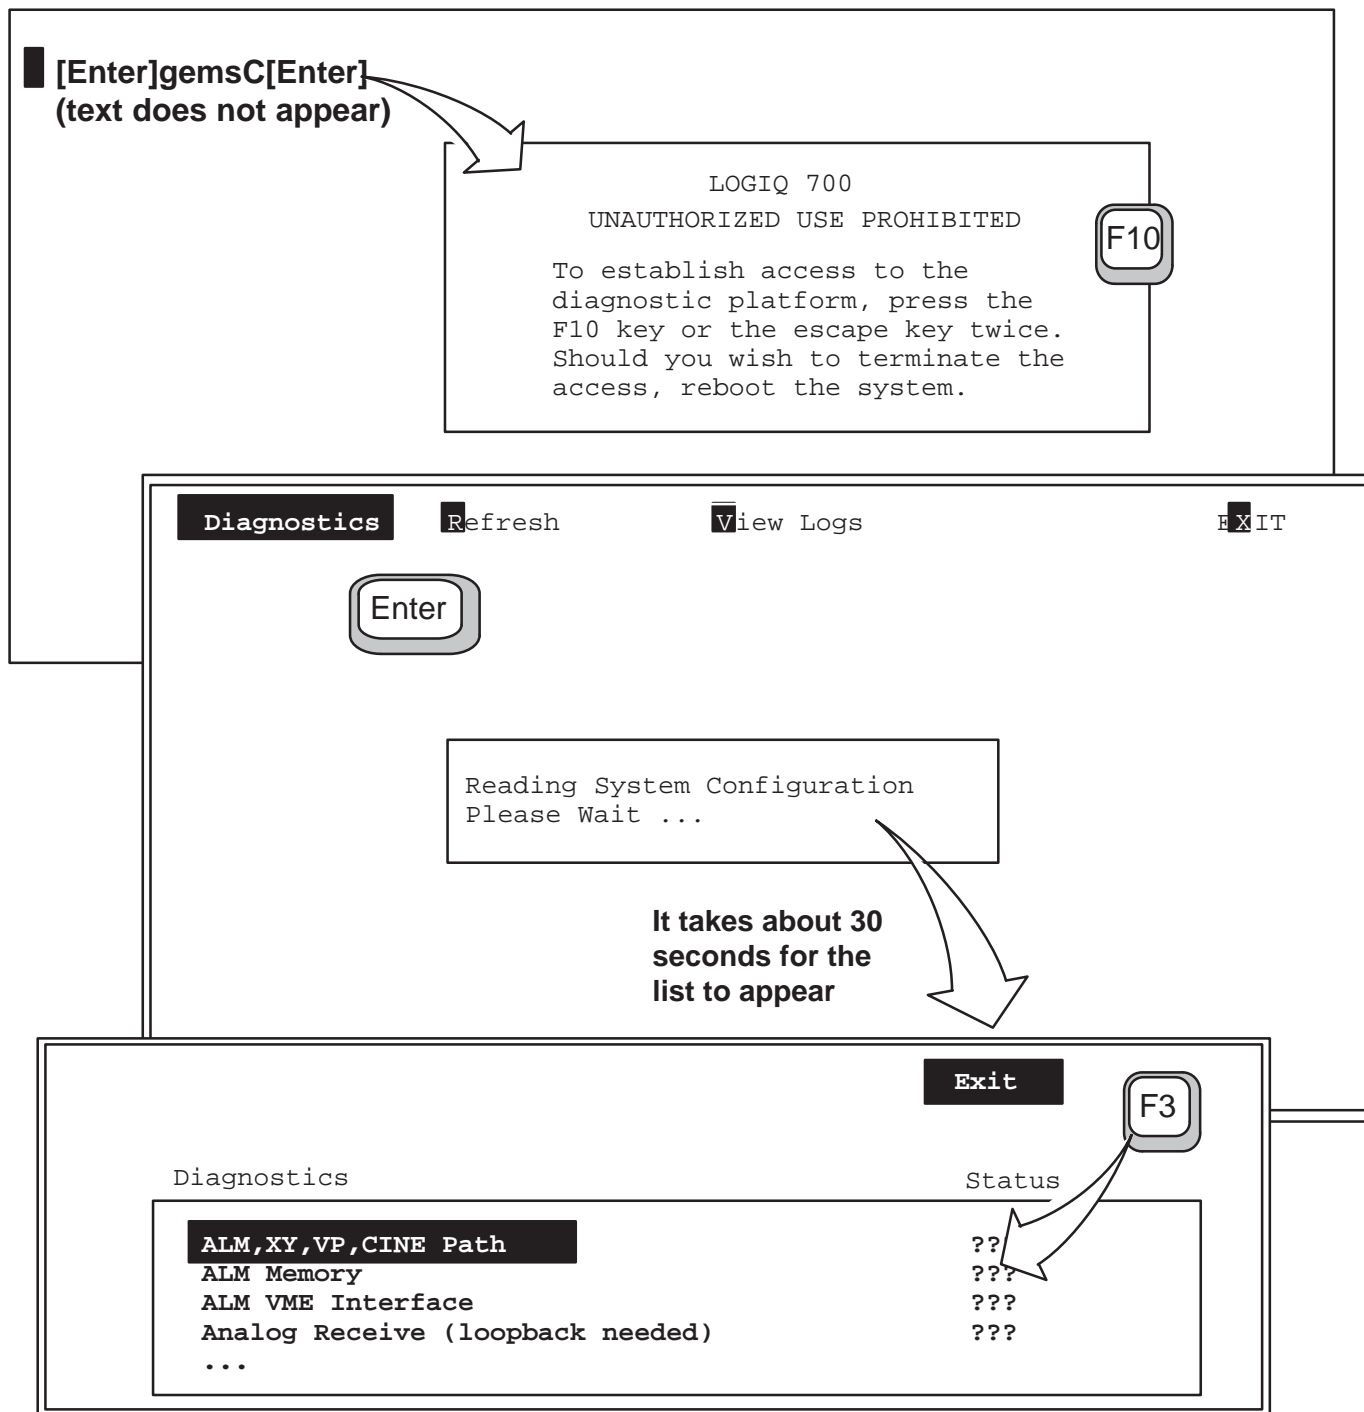 [Enter]gemsC[Enter]
(text does not appear)
LOGIQ 700
UNAUTHORIZED USE PROHIBITED
F10
To establish access to the
diagnostic platform, press the
F10 key or the escape key twice.
Should you wish to terminate the
access, reboot the system.
Diagnostics Refresh View Logs EXIT
Enter
Reading System Configuration
Please Wait ...
It takes about 30
seconds for the
list to appear
Exit
F3
Diagnostics Status
ALM,XY,VP,CINE Path ???
ALM Memory ???
ALM VME Interface ???
Analog Receive (loopback needed) ???
...